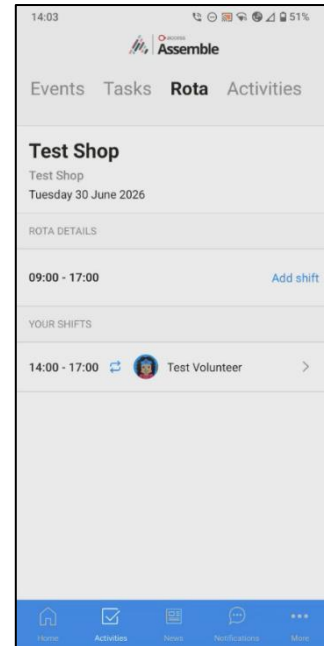 14:03
51%
access
Assemble
Events Tasks Rota Activities
Test Shop
Test Shop
Tuesday 30 June 2026
ROTA DETAILS
09:00 - 17:00 Add shift
YOUR SHIFTS
14:00 - 17:00 Test Volunteer
Home Activities News Notifications More